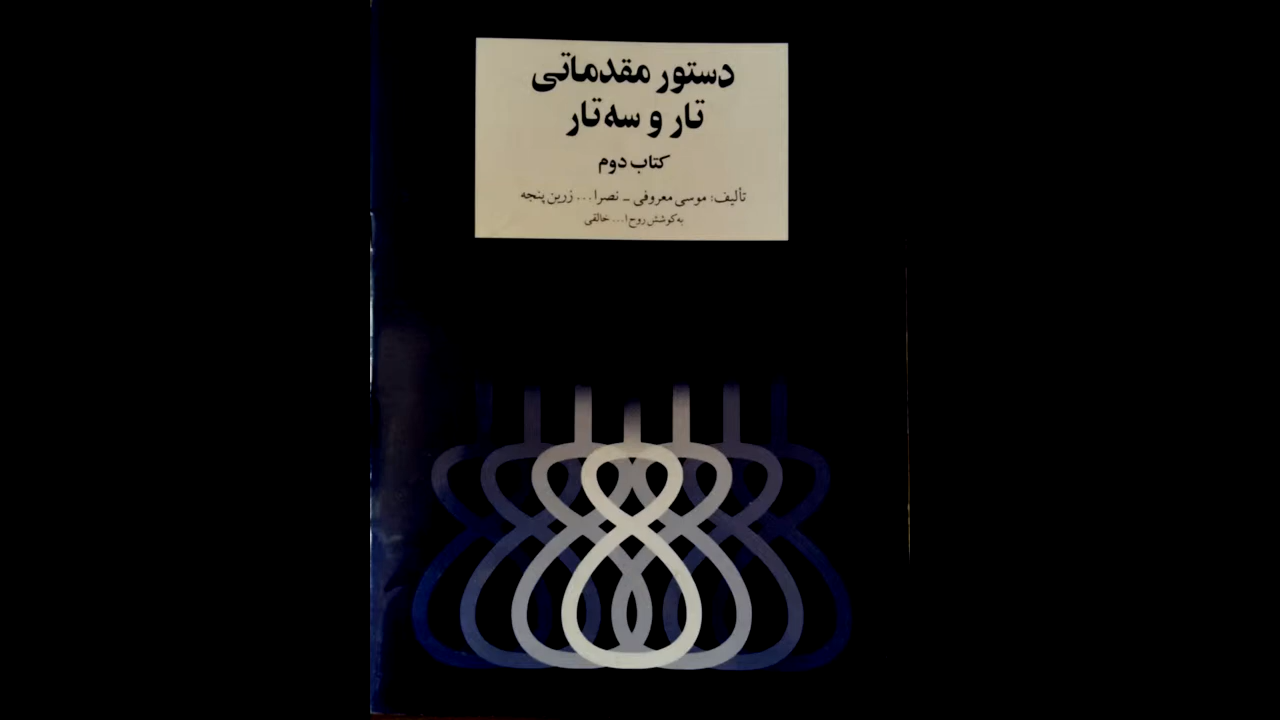 دستور مقدماتی
تار و سه‌تار
کتاب دوم
تألیف: موسی معروفی ـ نصرا... زرین پنجه
به‌کوشش روح‌ا... خالقی